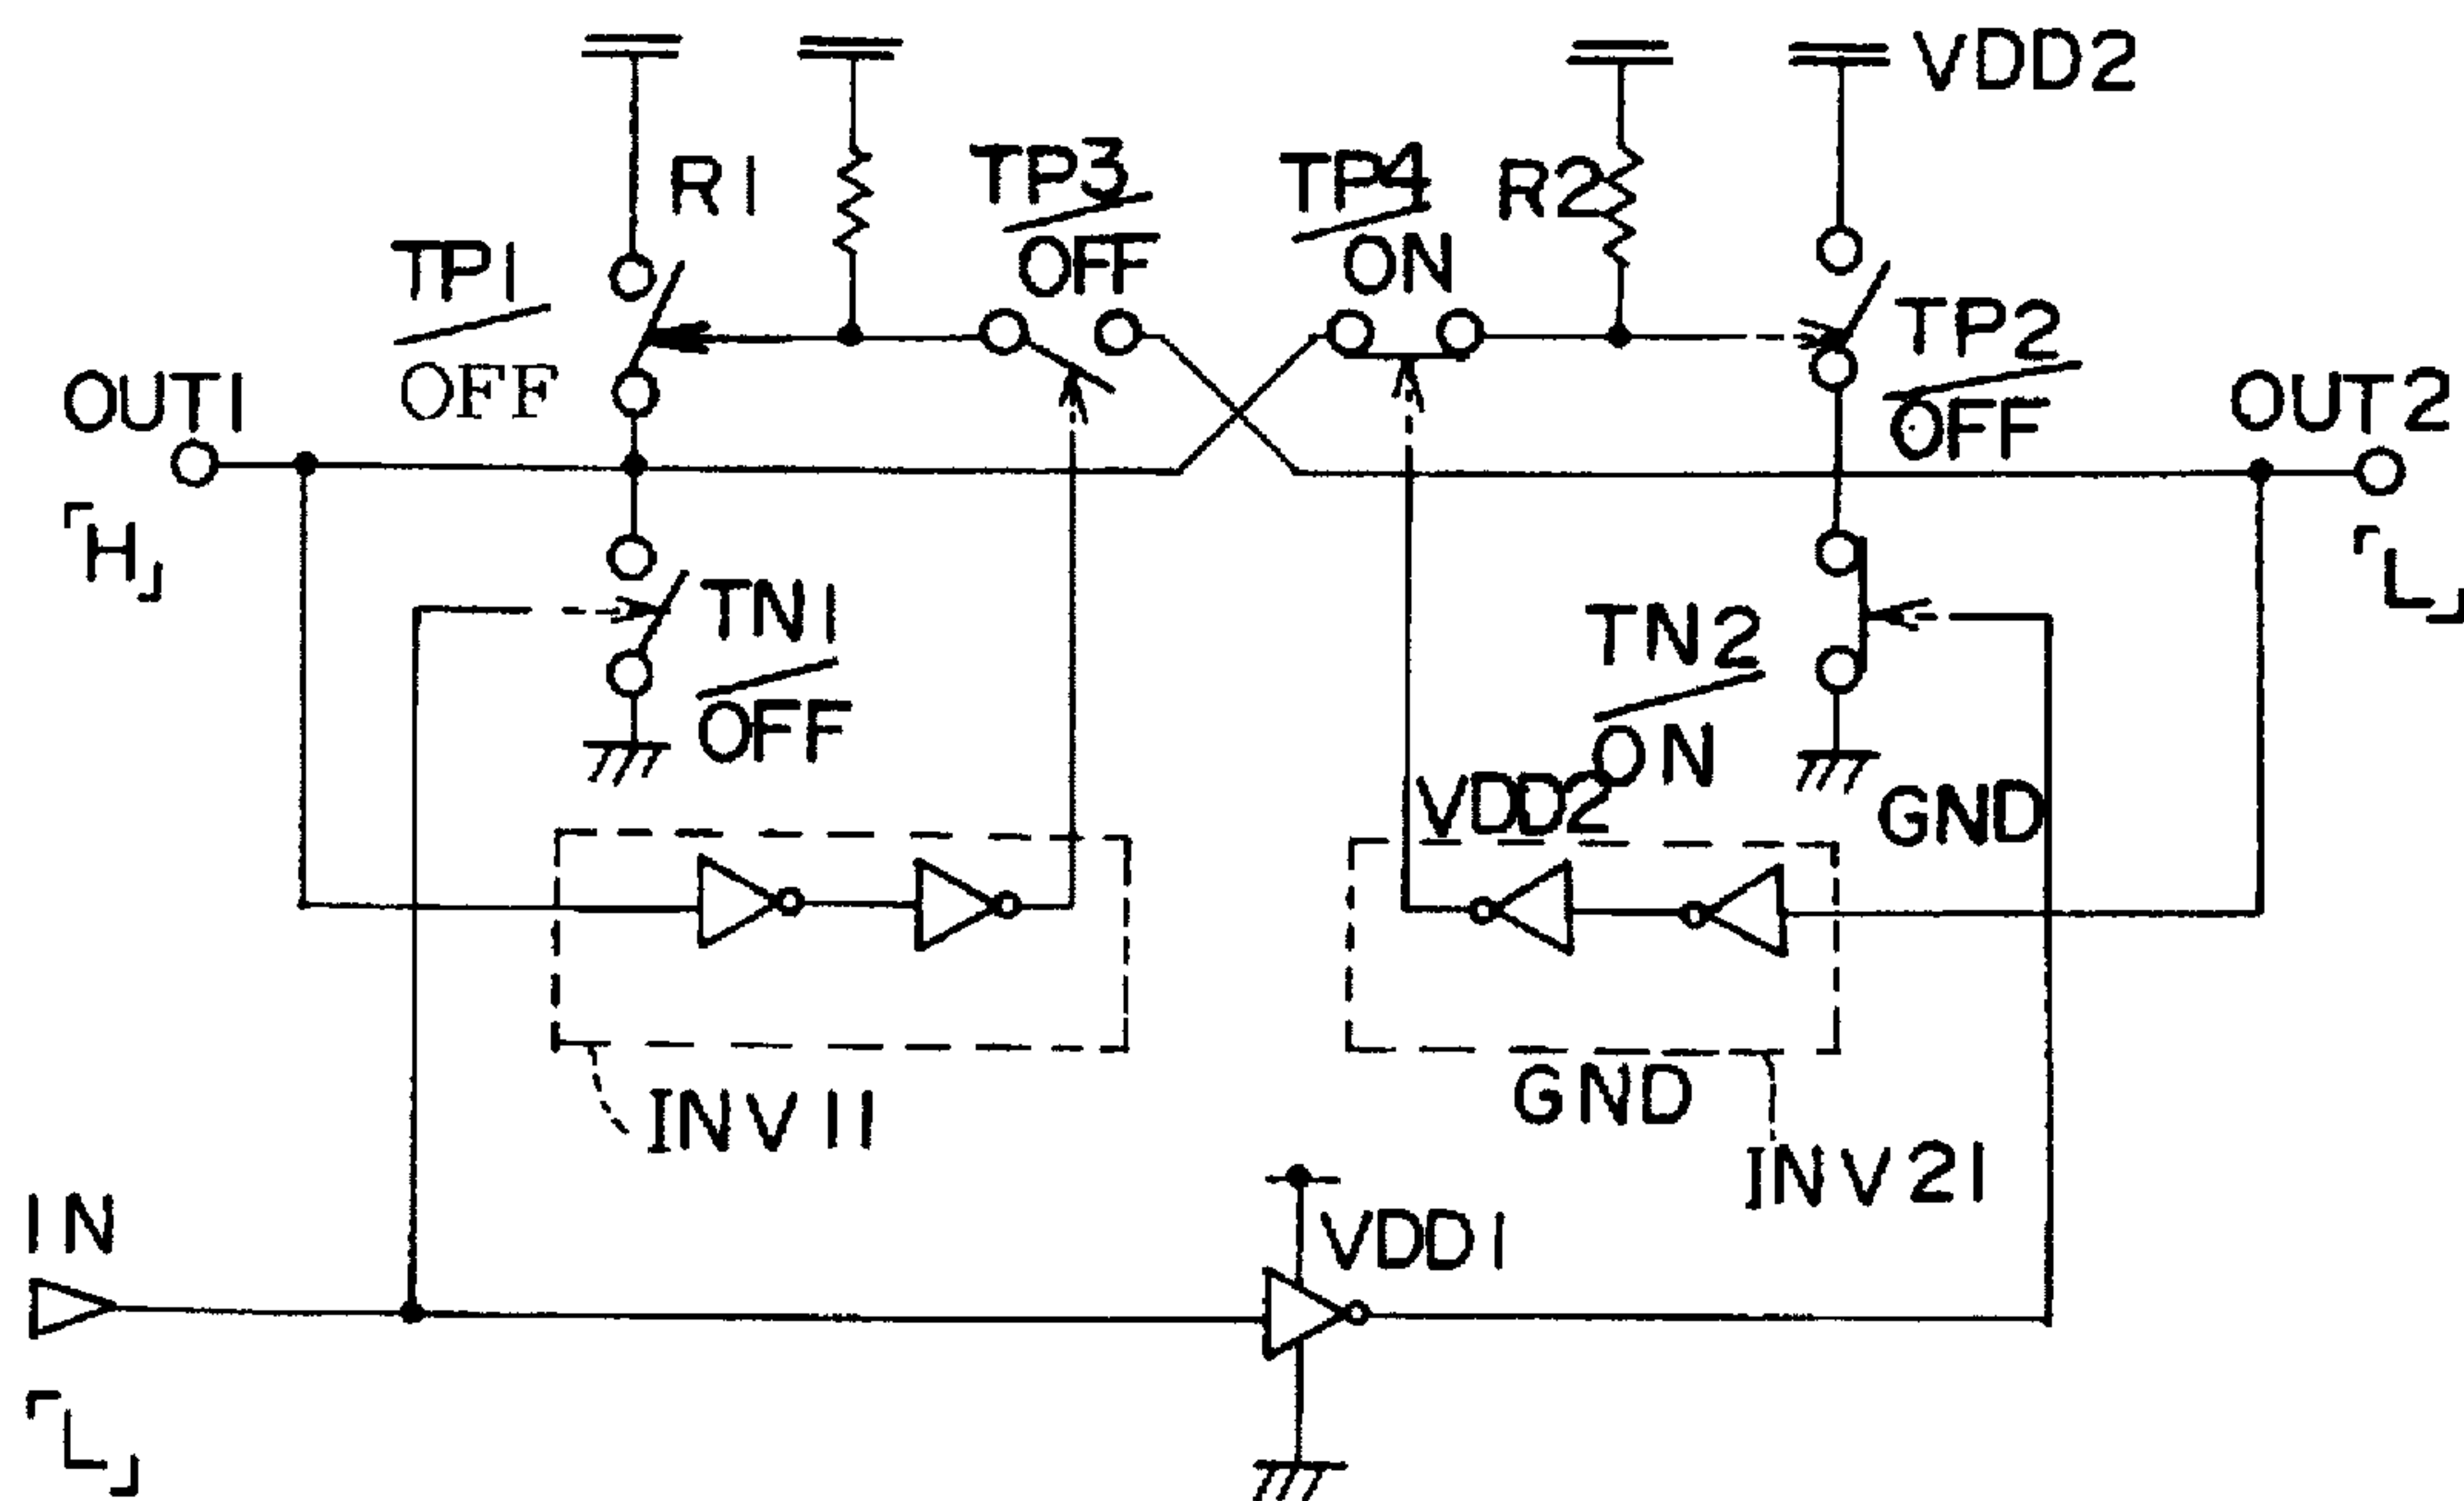 VDD2
R1
TP3
OFF
TP4
ON
R2
TP1
OFF
TP2
OFF
OUT1
「H」
OUT2
「L」
TN1
OFF
TN2
ON
VDD2
GND
INV11
GND
INV21
IN
「L」
VDD1